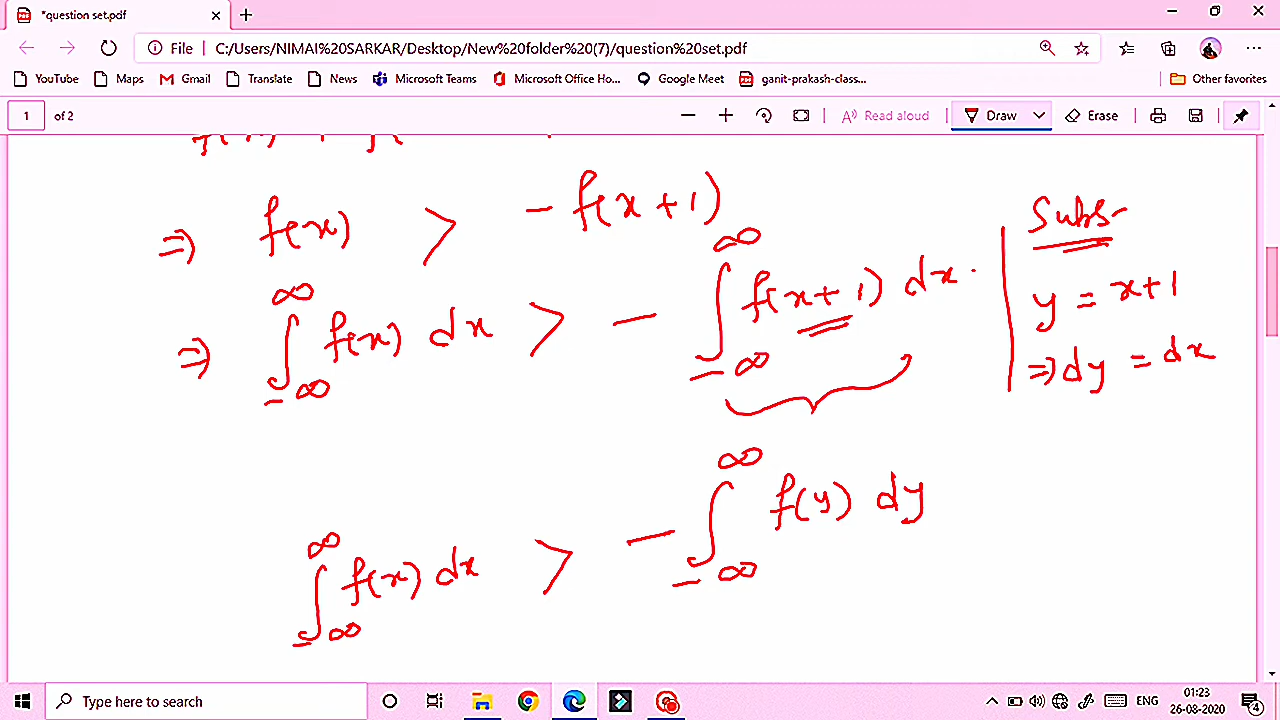 *question set.pdf
File | C:/Users/NIMAI%20SARKAR/Desktop/New%20folder%20(7)/question%20set.pdf
YouTube Maps Gmail Translate News Microsoft Teams Microsoft Office Ho... Google Meet ganit-prakash-class... Other favorites
1 of 2 Read aloud Draw Erase
⇒ f(x) > - f(x+1)
⇒ ∫_{-∞}^{∞} f(x) dx > - ∫_{-∞}^{∞} f(x+1) dx.
Subs-
y = x+1
⇒ dy = dx
∫_{-∞}^{∞} f(x) dx > - ∫_{-∞}^{∞} f(y) dy
Type here to search
ENG 01:23
26-08-2020 4